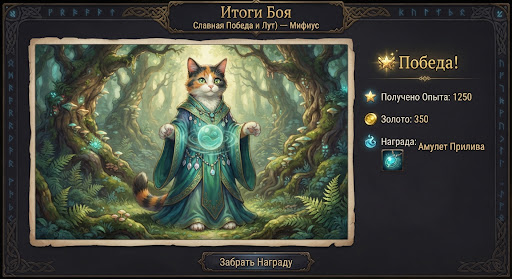 Итоги Боя
Славная Победа и Лут) — Мифиус
Победа!
Получено Опыта: 1250
Золото: 350
Награда:
Амулет Прилива
Забрать Награду